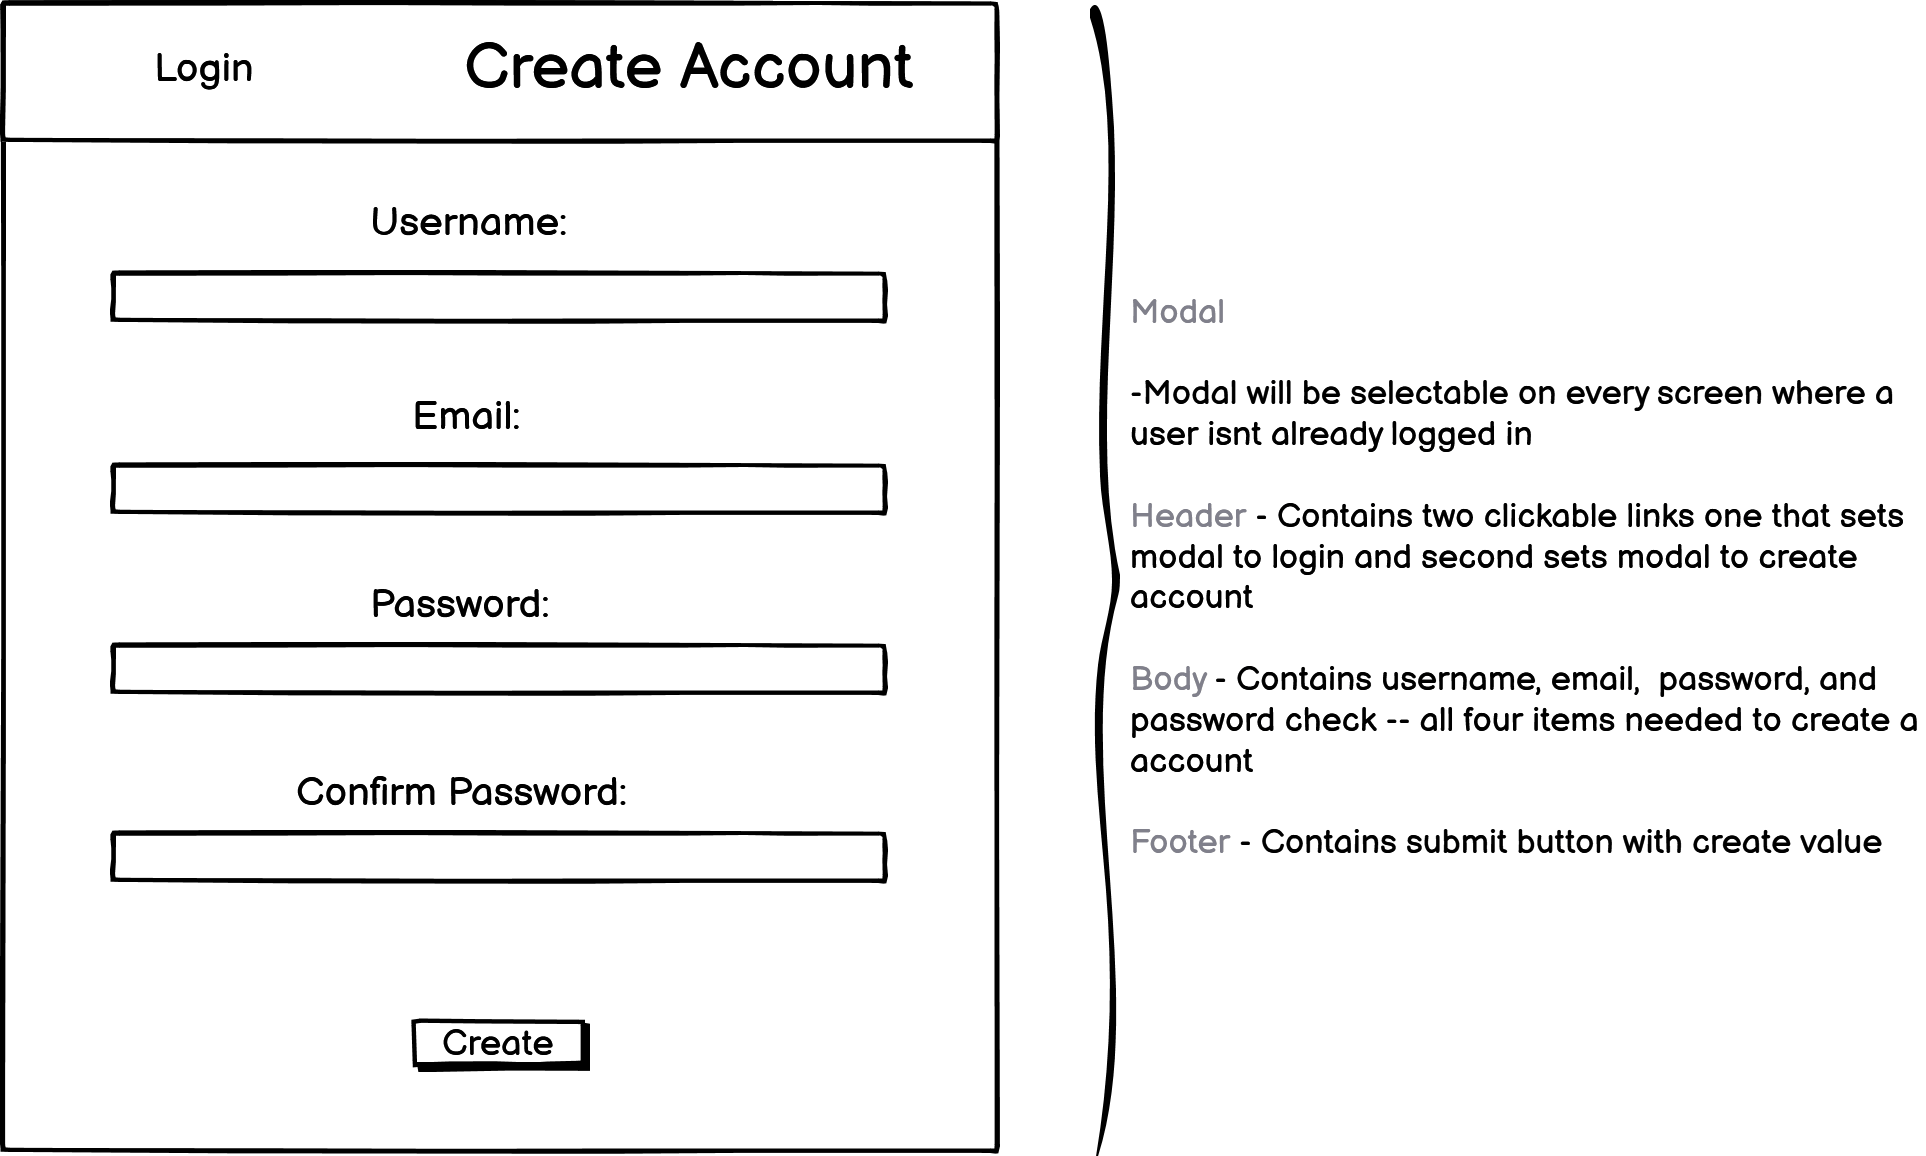 Login
Create Account
Username:
Email:
Password:
Confirm Password:
Create
Modal
-Modal will be selectable on every screen where a
user isnt already logged in
Header - Contains two clickable links one that sets
modal to login and second sets modal to create
account
Body - Contains username, email,  password, and
password check -- all four items needed to create a
account
Footer - Contains submit button with create value